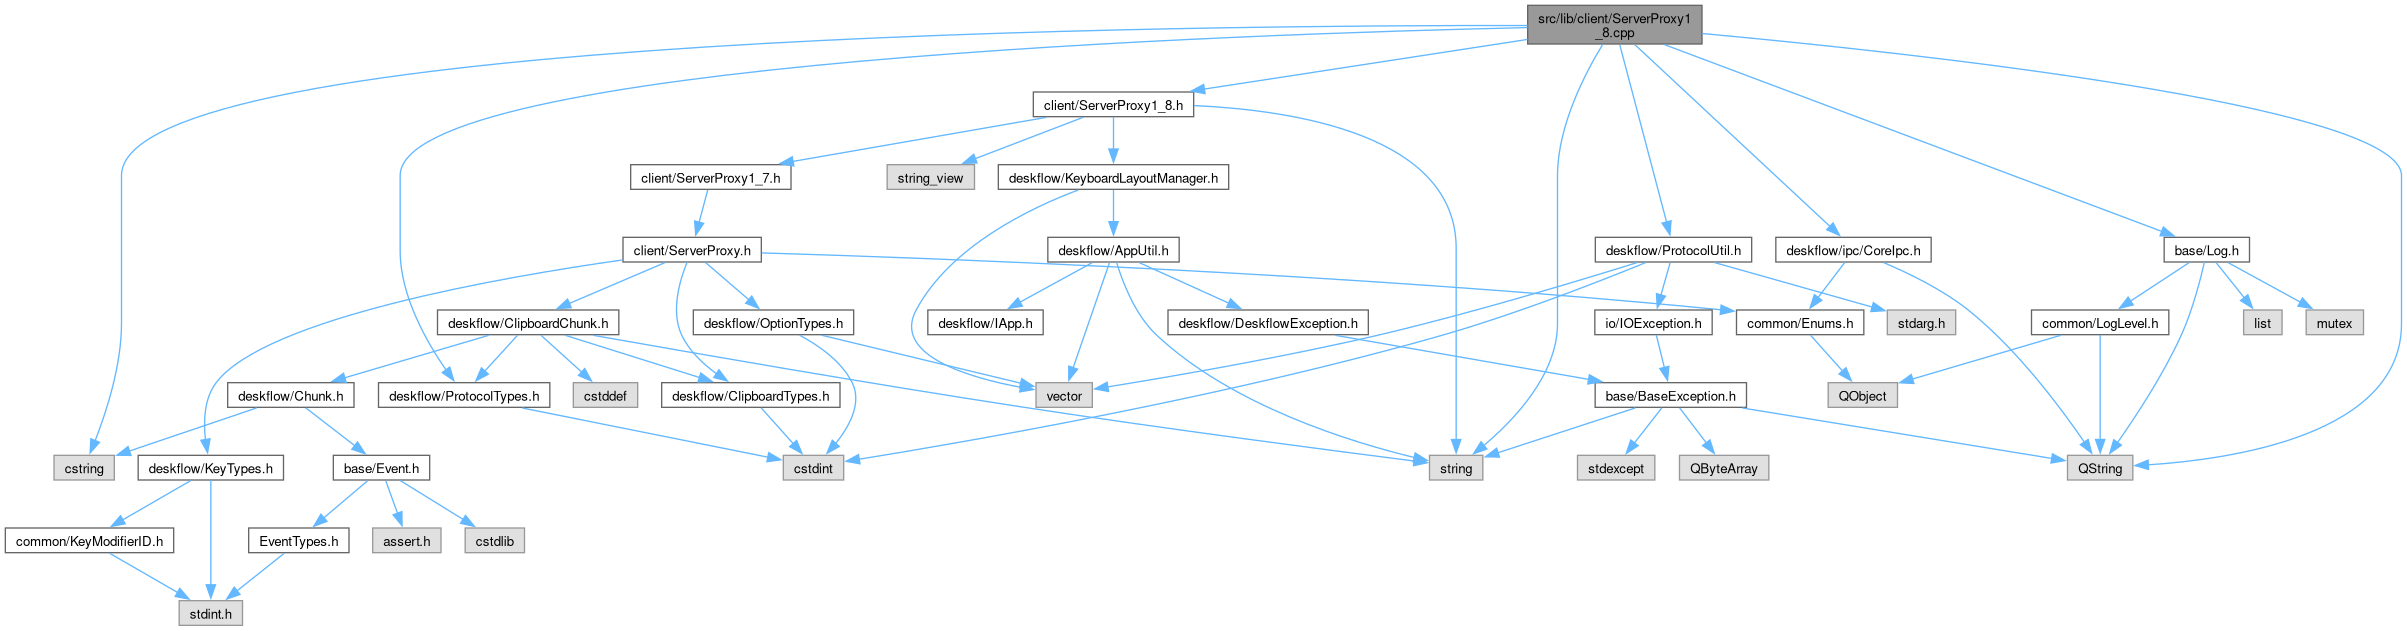 src/lib/client/ServerProxy1
_8.cpp
client/ServerProxy1_8.h
client/ServerProxy1_7.h
string_view
deskflow/KeyboardLayoutManager.h
client/ServerProxy.h
deskflow/AppUtil.h
deskflow/ProtocolUtil.h
deskflow/ipc/CoreIpc.h
base/Log.h
deskflow/ClipboardChunk.h
deskflow/OptionTypes.h
deskflow/IApp.h
deskflow/DeskflowException.h
io/IOException.h
common/Enums.h
stdarg.h
common/LogLevel.h
list
mutex
deskflow/Chunk.h
deskflow/ProtocolTypes.h
cstddef
deskflow/ClipboardTypes.h
vector
base/BaseException.h
QObject
cstring
deskflow/KeyTypes.h
base/Event.h
cstdint
string
stdexcept
QByteArray
QString
common/KeyModifierID.h
EventTypes.h
assert.h
cstdlib
stdint.h